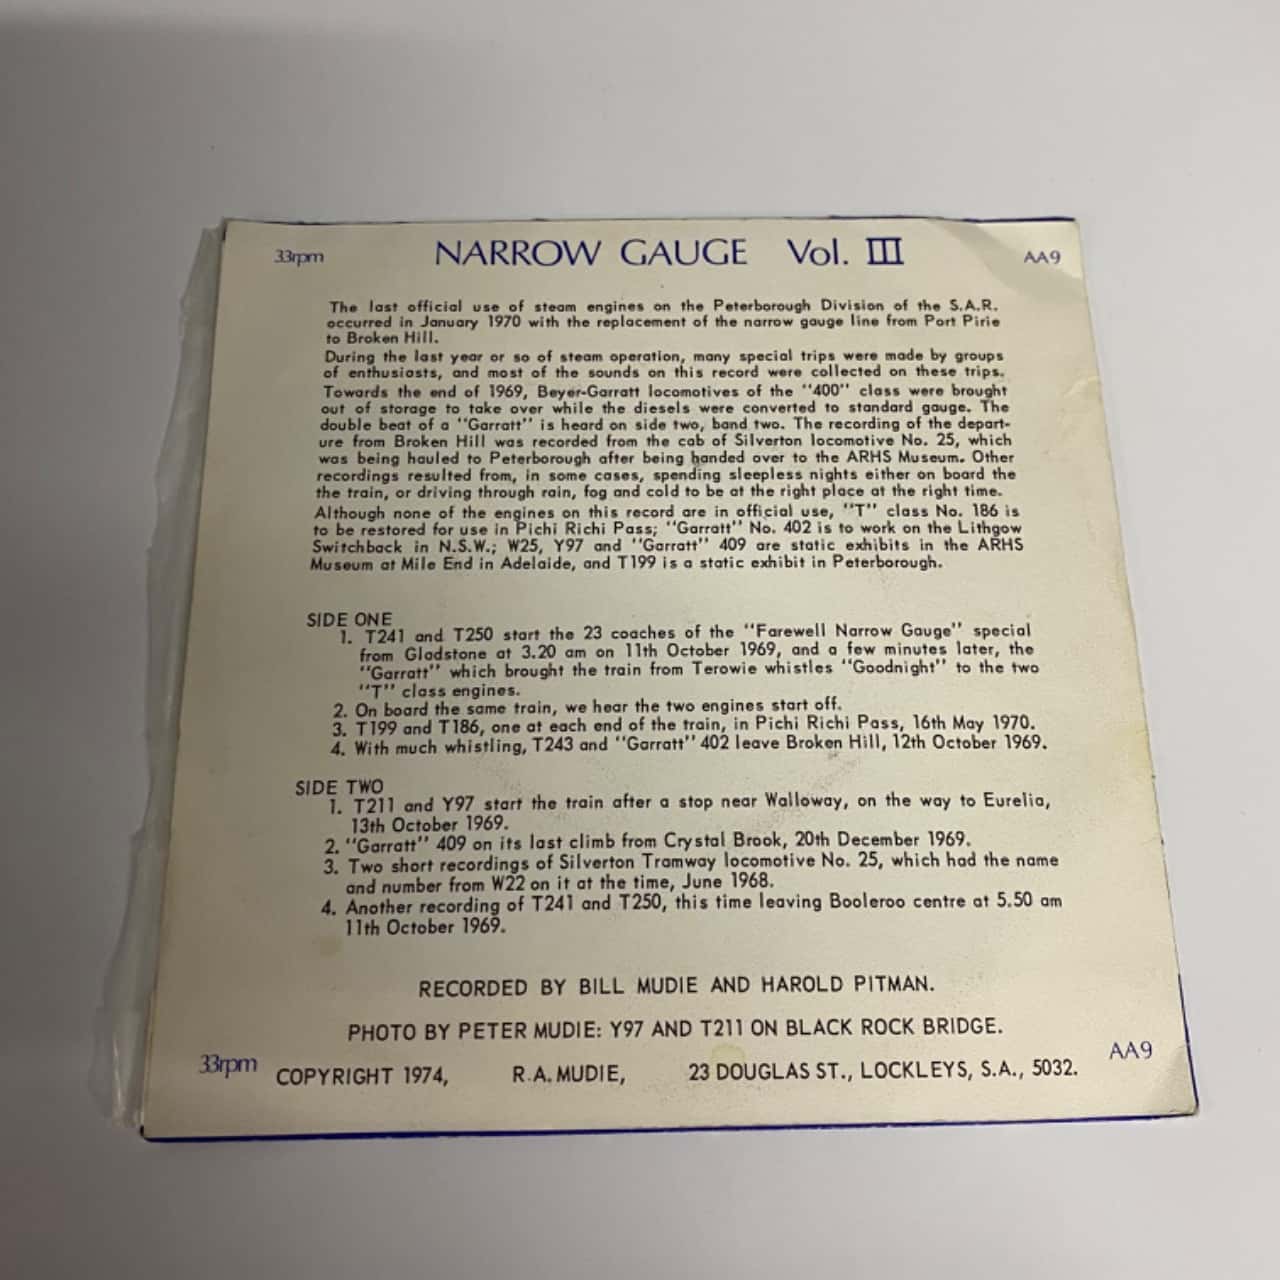 33rpm NARROW GAUGE Vol. III AA9
The last official use of steam engines on the Peterborough Division of the S.A.R.
occurred in January 1970 with the replacement of the narrow gauge line from Port Pirie
to Broken Hill.
During the last year or so of steam operation, many special trips were made by groups
of enthusiasts, and most of the sounds on this record were collected on these trips.
Towards the end of 1969, Beyer-Garratt locomotives of the "400" class were brought
out of storage to take over while the diesels were converted to standard gauge. The
double beat of a "Garratt" is heard on side two, band two. The recording of the depart-
ure from Broken Hill was recorded from the cab of Silverton locomotive No. 25, which
was being hauled to Peterborough after being handed over to the ARHS Museum. Other
recordings resulted from, in some cases, spending sleepless nights either on board the
the train, or driving through rain, fog and cold to be at the right place at the right time.
Although none of the engines on this record are in official use, "T" class No. 186 is
to be restored for use in Pichi Richi Pass; "Garratt" No. 402 is to work on the Lithgow
Switchback in N.S.W.; W25, Y97 and "Garratt" 409 are static exhibits in the ARHS
Museum at Mile End in Adelaide, and T199 is a static exhibit in Peterborough.
SIDE ONE
1. T241 and T250 start the 23 coaches of the "Farewell Narrow Gauge" special
from Gladstone at 3.20 am on 11th October 1969, and a few minutes later, the
"Garratt" which brought the train from Terowie whistles "Goodnight" to the two
"T" class engines.
2. On board the same train, we hear the two engines start off.
3. T199 and T186, one at each end of the train, in Pichi Richi Pass, 16th May 1970.
4. With much whistling, T243 and "Garratt" 402 leave Broken Hill, 12th October 1969.
SIDE TWO
1. T211 and Y97 start the train after a stop near Walloway, on the way to Eurelia,
13th October 1969.
2. "Garratt" 409 on its last climb from Crystal Brook, 20th December 1969.
3. Two short recordings of Silverton Tramway locomotive No. 25, which had the name
and number from W22 on it at the time, June 1968.
4. Another recording of T241 and T250, this time leaving Booleroo centre at 5.50 am
11th October 1969.
RECORDED BY BILL MUDIE AND HAROLD PITMAN.
PHOTO BY PETER MUDIE: Y97 AND T211 ON BLACK ROCK BRIDGE.
33rpm COPYRIGHT 1974, R.A. MUDIE, 23 DOUGLAS ST., LOCKLEYS, S.A., 5032. AA9